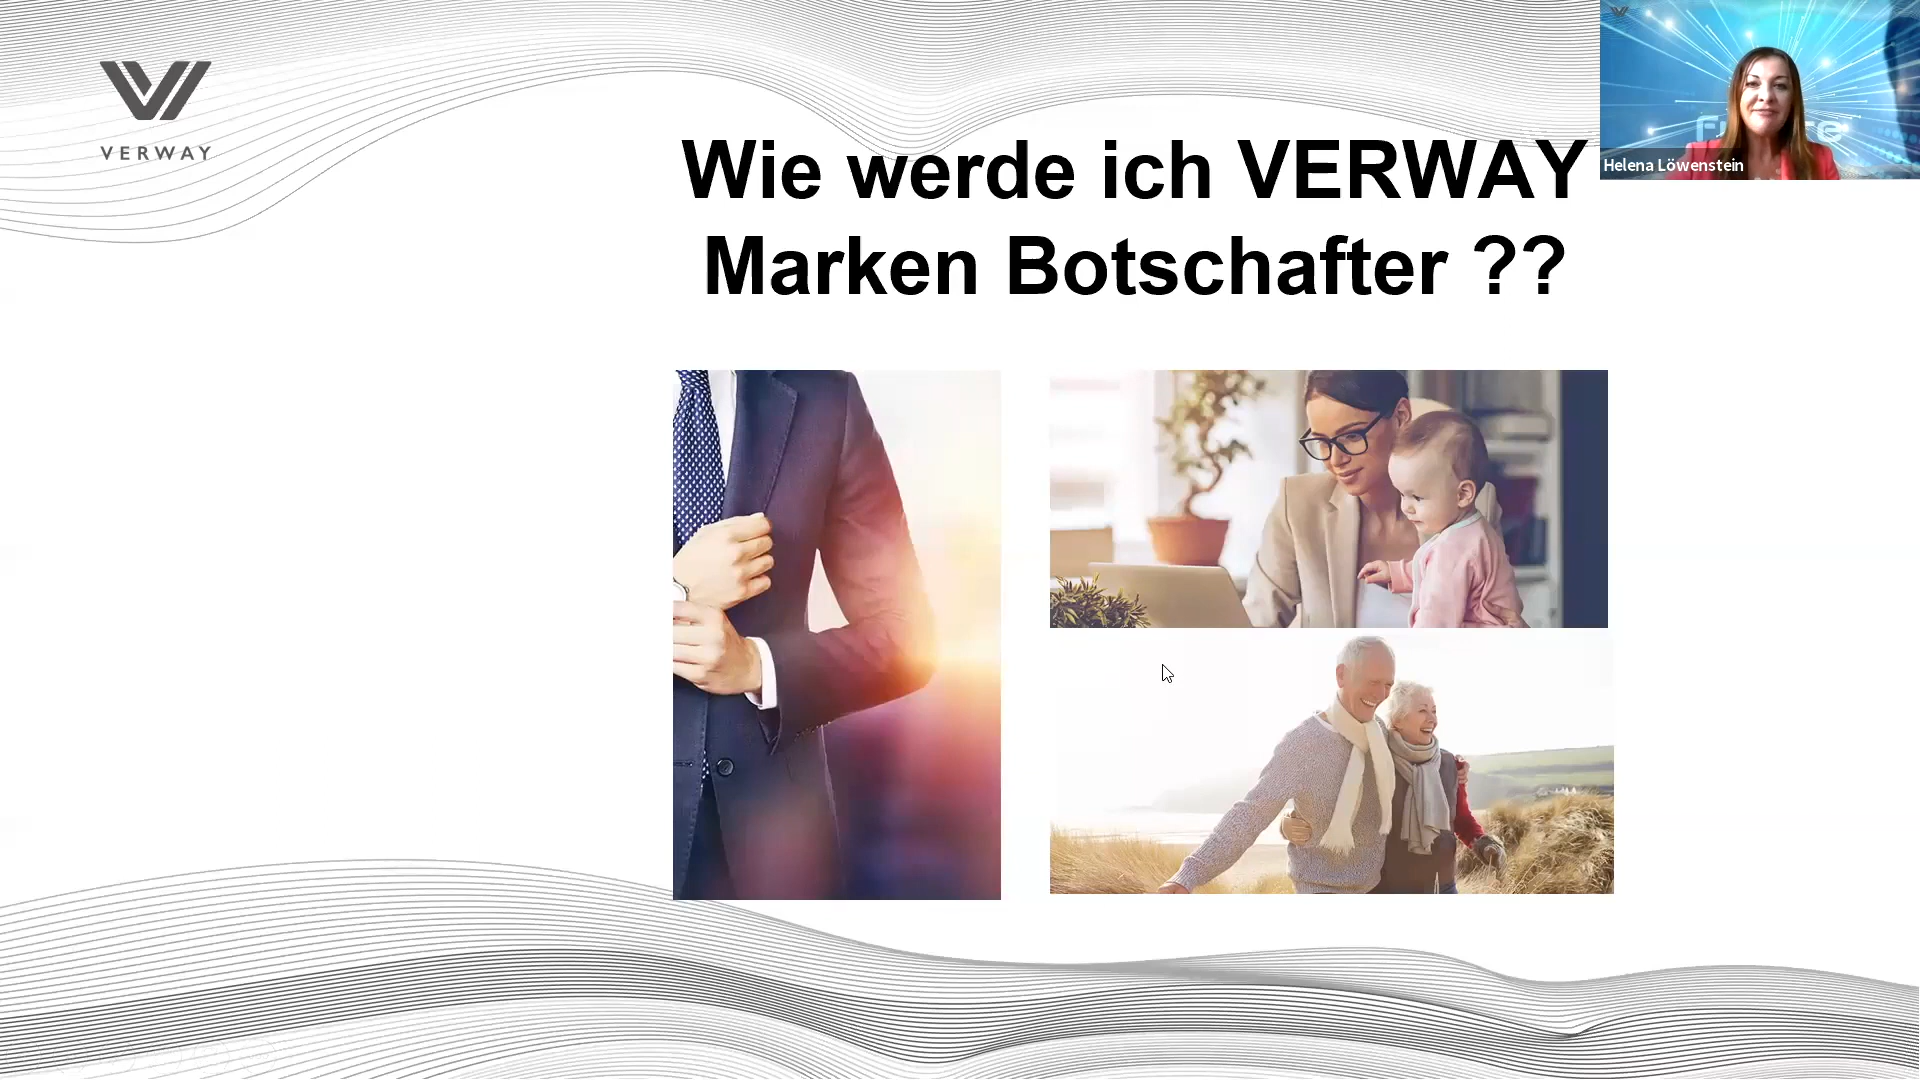 VERWAY
Wie werde ich VERWAY
Marken Botschafter ??
Helena Löwenstein